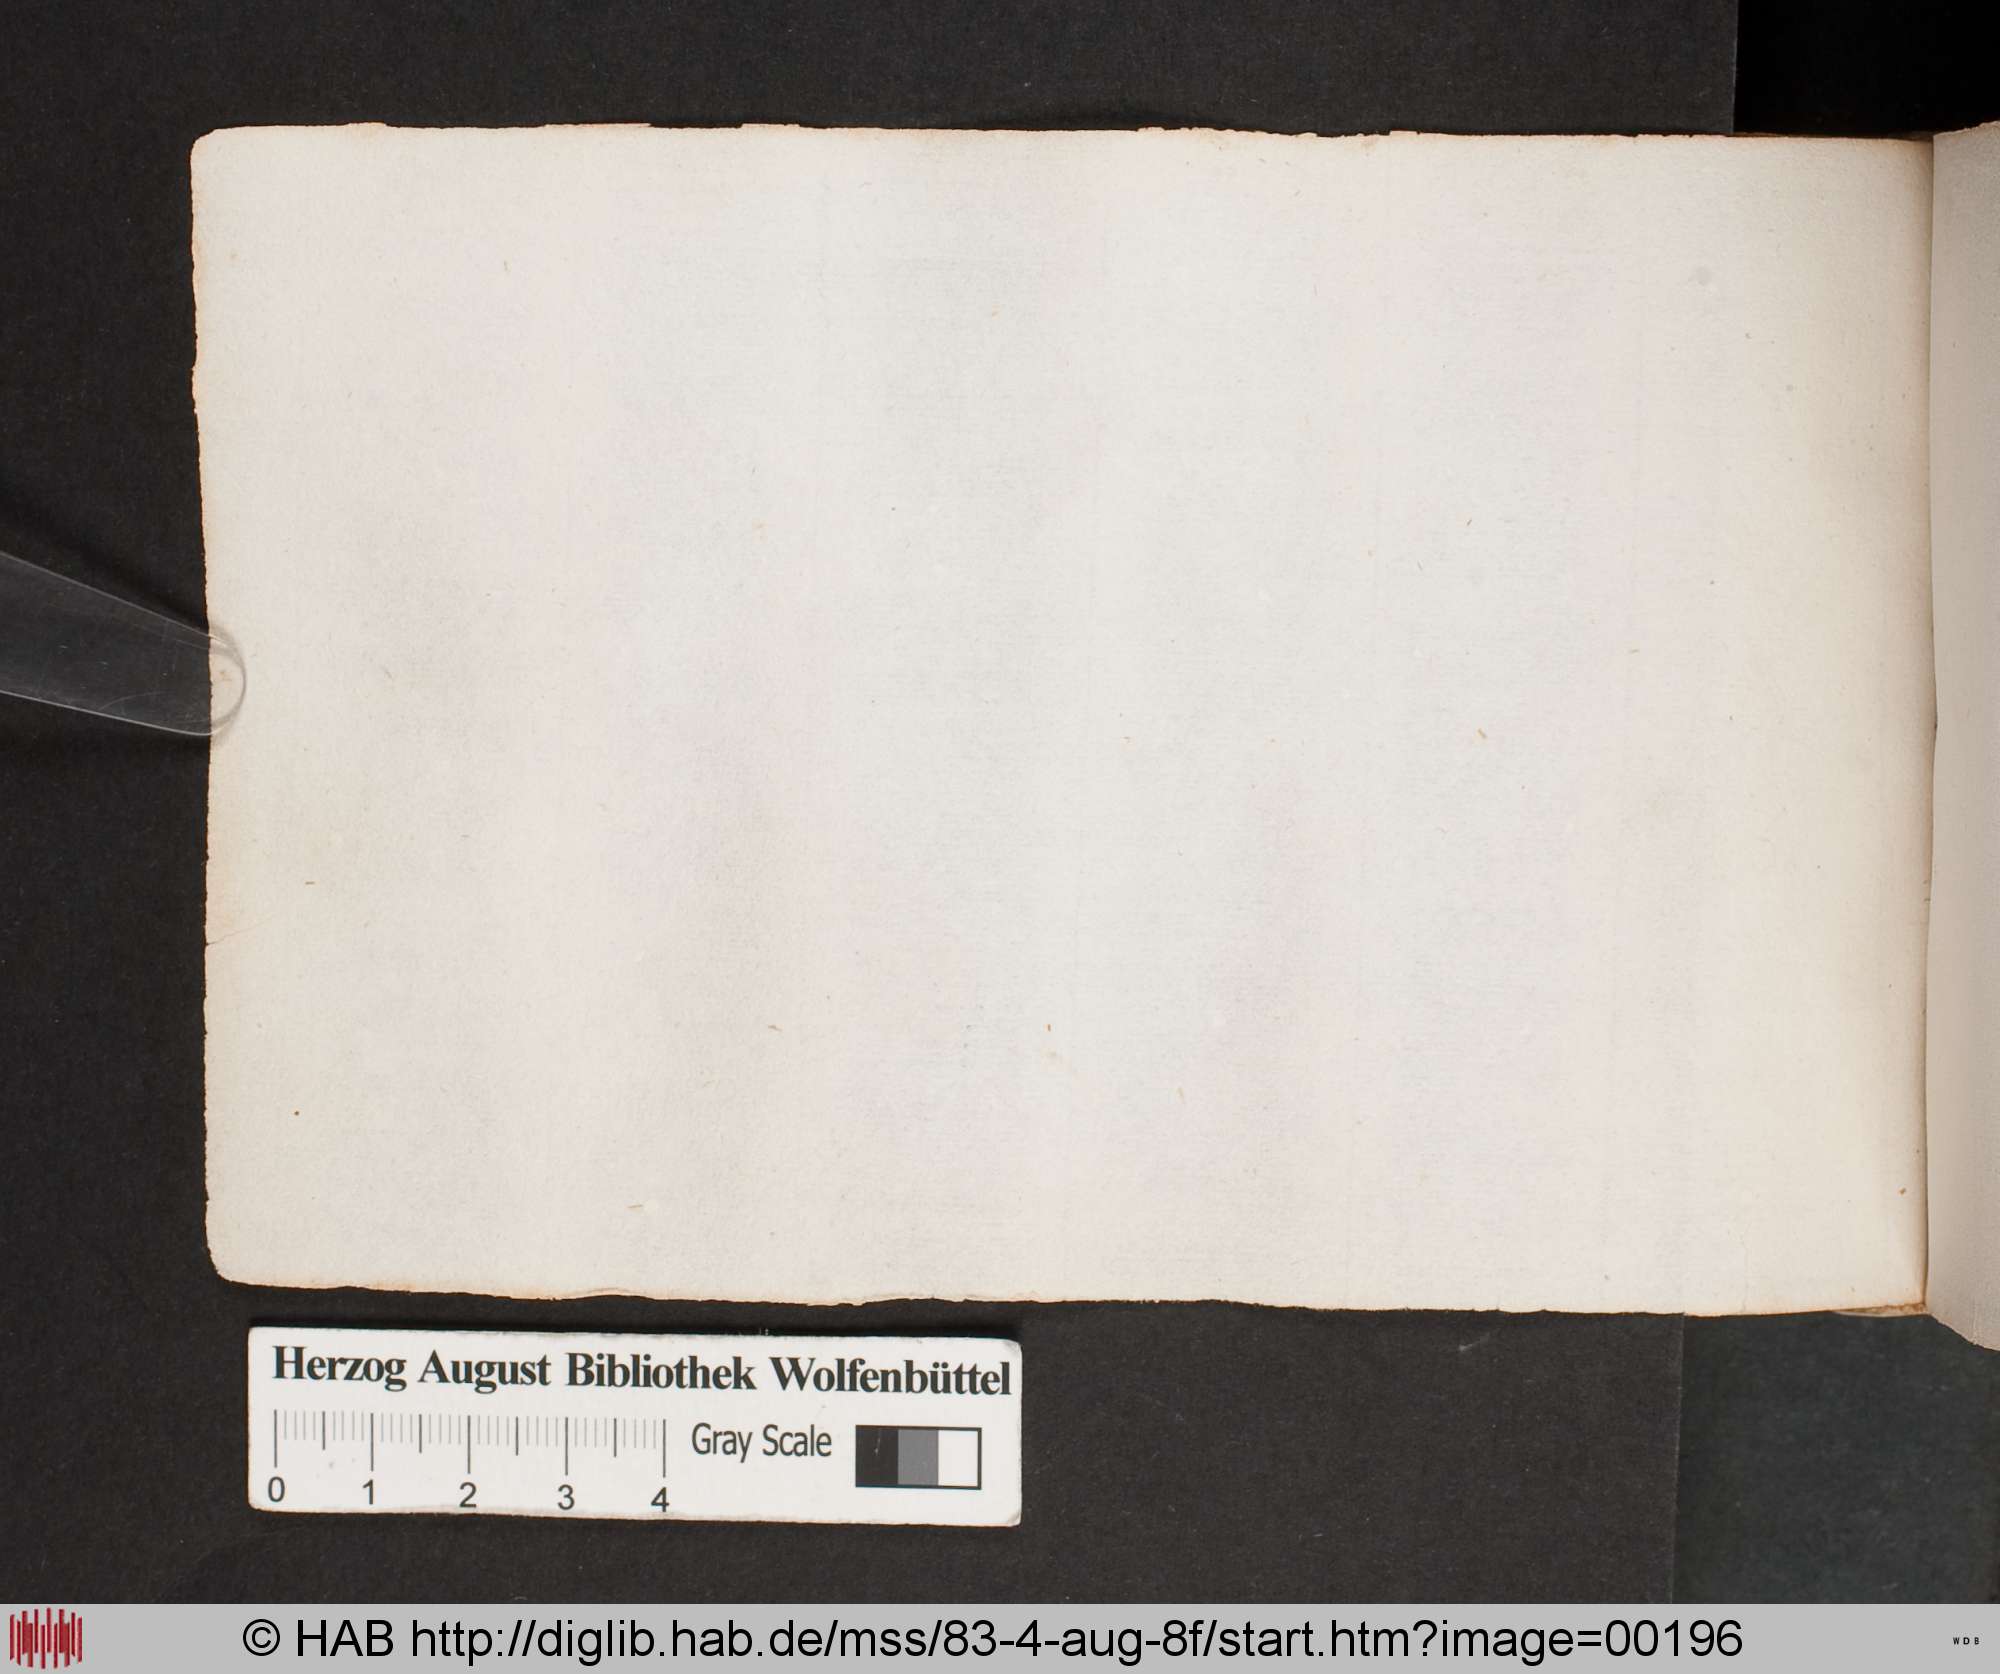 Herzog August Bibliothek Wolfenbüttel
Gray Scale
0 1 2 3 4
© HAB http://diglib.hab.de/mss/83-4-aug-8f/start.htm?image=00196
WDB